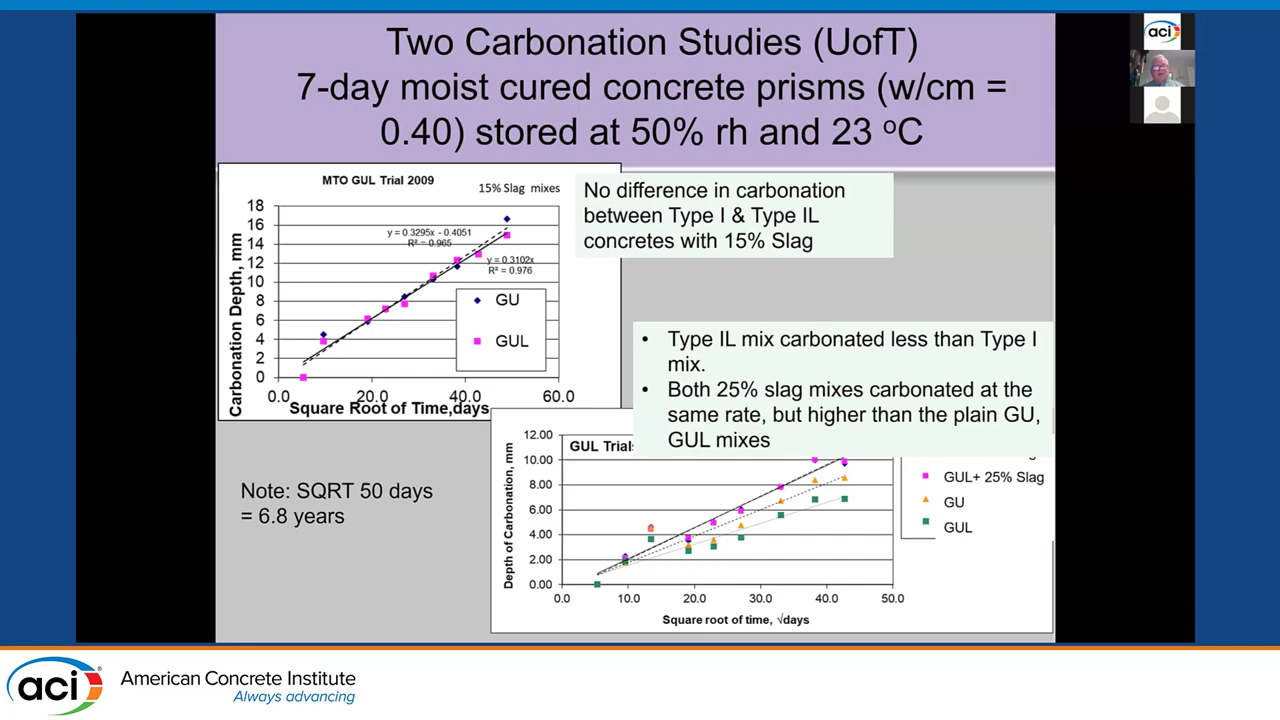 Two Carbonation Studies (UofT)
7-day moist cured concrete prisms (w/cm =
0.40) stored at 50% rh and 23 ºC
aci
MTO GUL Trial 2009
15% Slag mixes
18
16
14
12
10
8
6
4
2
0
Carbonation Depth, mm
y = 0.3295x - 0.4051
R² = 0.965
y = 0.3102x
R² = 0.976
GU
GUL
0.0
20.0
40.0
60.0
Square Root of Time,days
No difference in carbonation
between Type I & Type IL
concretes with 15% Slag
• Type IL mix carbonated less than Type I
mix.
• Both 25% slag mixes carbonated at the
same rate, but higher than the plain GU,
GUL mixes
Note: SQRT 50 days
= 6.8 years
GUL Trial
12.00
10.00
8.00
6.00
4.00
2.00
0.00
Depth of Carbonation, mm
0.0
10.0
20.0
30.0
40.0
50.0
Square root of time, √days
GUL+ 25% Slag
GU
GUL
aci®
American Concrete Institute
Always advancing